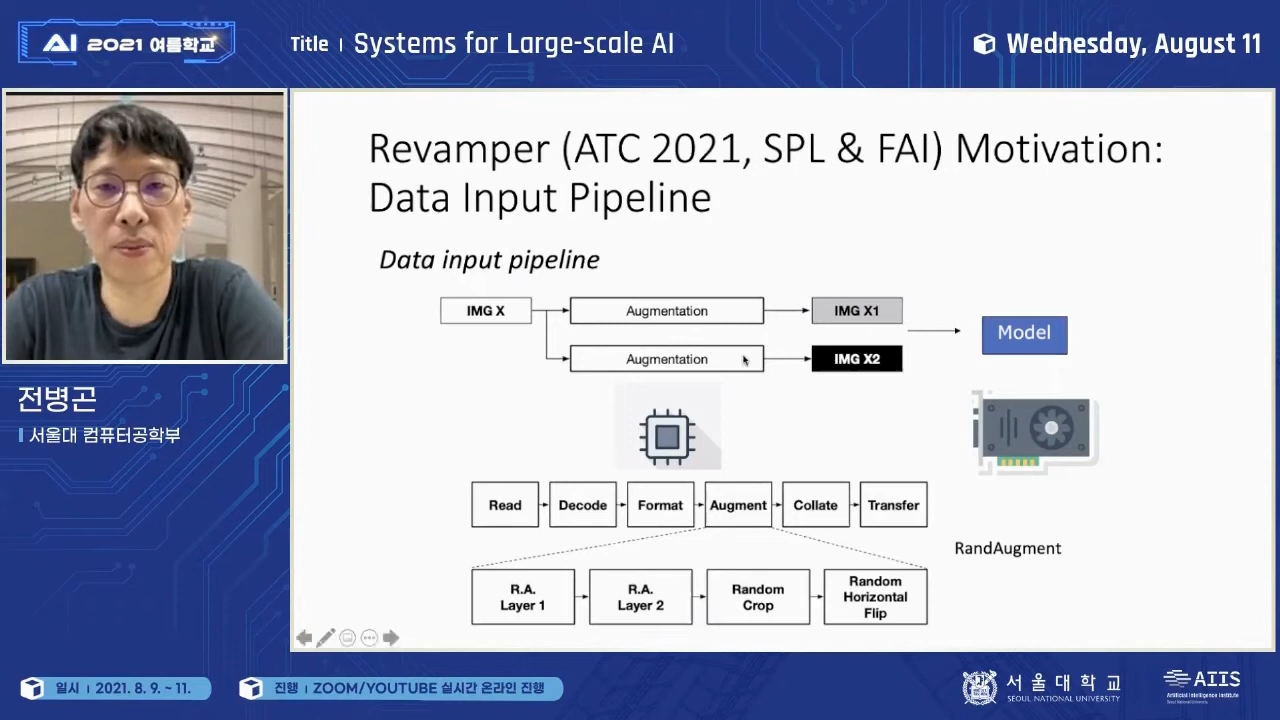 AI 2021 여름학교
Title | Systems for Large-scale AI
Wednesday, August 11
전병곤
서울대 컴퓨터공학부
Revamper (ATC 2021, SPL & FAI) Motivation:
Data Input Pipeline
Data input pipeline
IMG X
Augmentation
IMG X1
Augmentation
IMG X2
Model
Read
Decode
Format
Augment
Collate
Transfer
RandAugment
R.A.
Layer 1
R.A.
Layer 2
Random
Crop
Random
Horizontal
Flip
일시 | 2021. 8. 9. ~ 11.
진행 | ZOOM/YOUTUBE 실시간 온라인 진행
서울대학교
SEOUL NATIONAL UNIVERSITY
AIIS
Artificial Intelligence Institute
Seoul National University